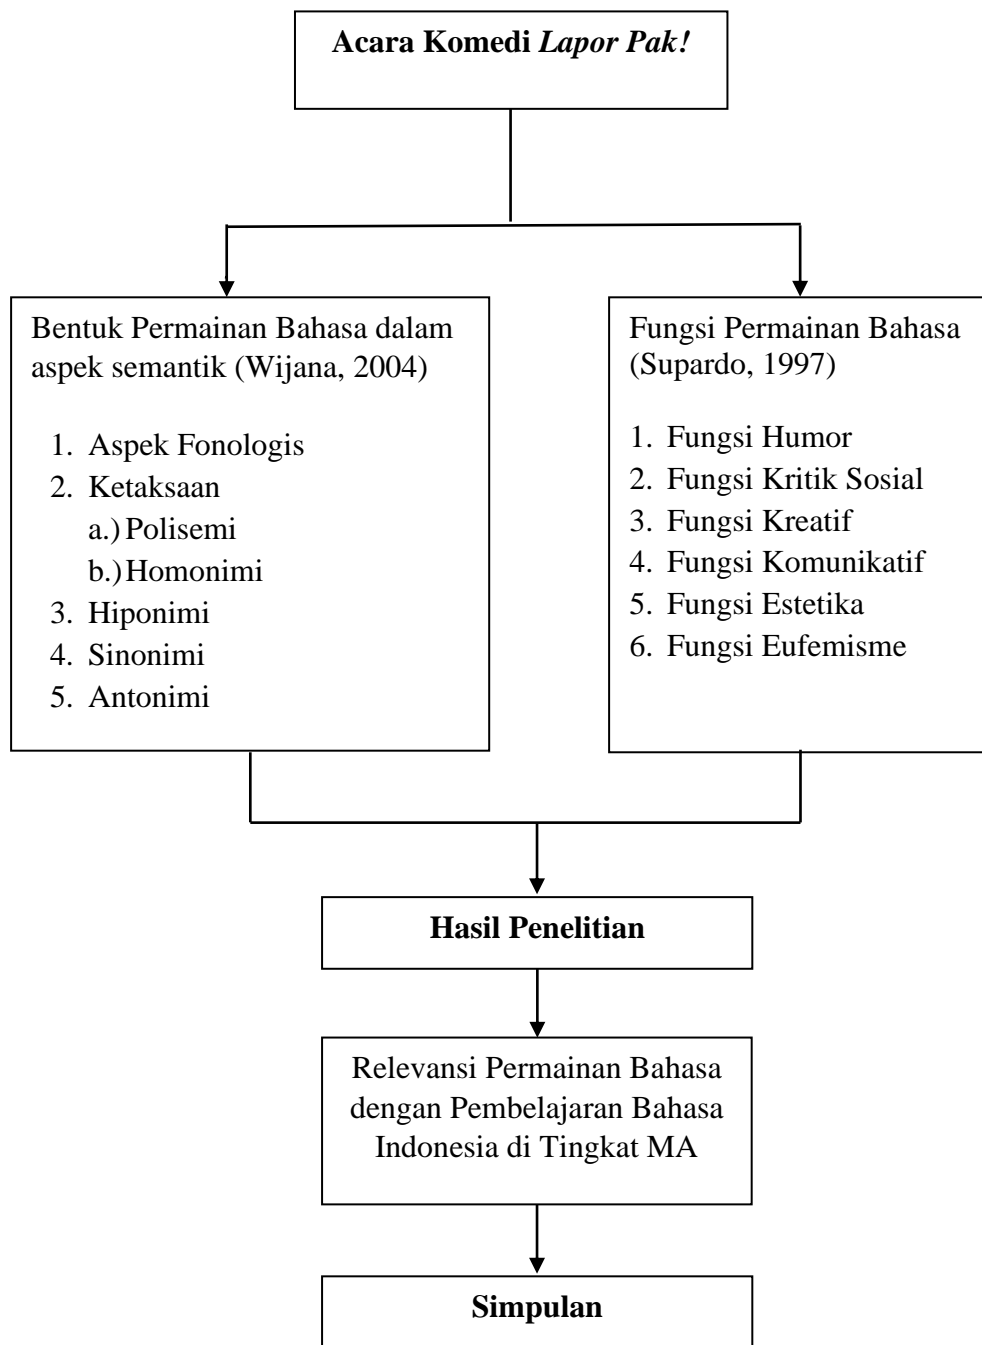 Acara Komedi Lapor Pak!
Bentuk Permainan Bahasa dalam
aspek semantik (Wijana, 2004)
1. Aspek Fonologis
2. Ketaksaan
a.) Polisemi
b.) Homonimi
3. Hiponimi
4. Sinonimi
5. Antonimi
Fungsi Permainan Bahasa
(Supardo, 1997)
1. Fungsi Humor
2. Fungsi Kritik Sosial
3. Fungsi Kreatif
4. Fungsi Komunikatif
5. Fungsi Estetika
6. Fungsi Eufemisme
Hasil Penelitian
Relevansi Permainan Bahasa
dengan Pembelajaran Bahasa
Indonesia di Tingkat MA
Simpulan